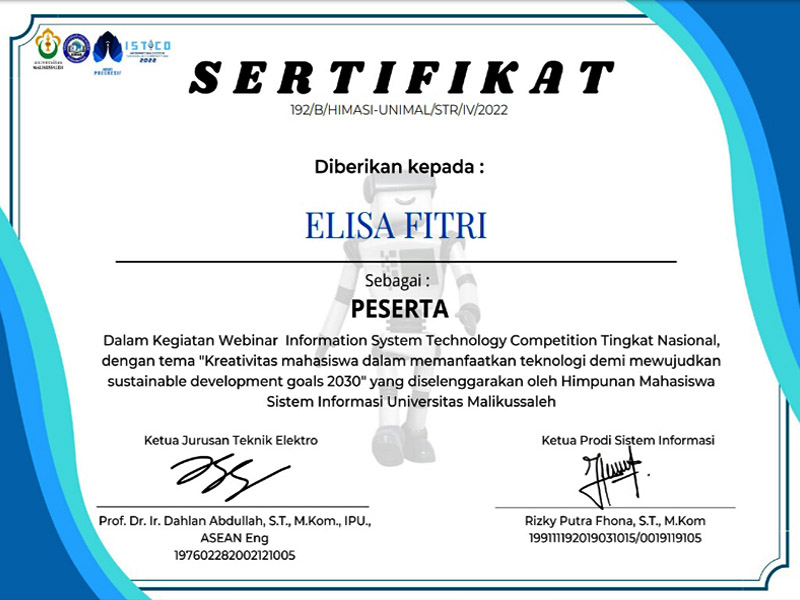 ISTICO
2022
SERTIFIKAT
192/B/HIMASI-UNIMAL/STR/IV/2022
Diberikan kepada :
ELISA FITRI
Sebagai :
PESERTA
Dalam Kegiatan Webinar Information System Technology Competition Tingkat Nasional,
dengan tema "Kreativitas mahasiswa dalam memanfaatkan teknologi demi mewujudkan
sustainable development goals 2030" yang diselenggarakan oleh Himpunan Mahasiswa
Sistem Informasi Universitas Malikussaleh
Ketua Jurusan Teknik Elektro
Prof. Dr. Ir. Dahlan Abdullah, S.T., M.Kom., IPU.,
ASEAN Eng
197602282002121005
Ketua Prodi Sistem Informasi
Rizky Putra Fhona, S.T., M.Kom
199111192019031015/0019119105